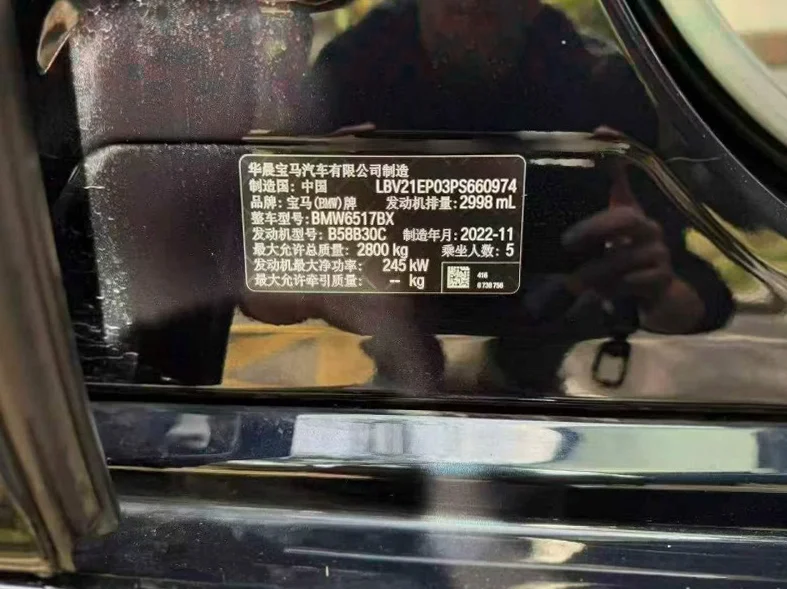 华晨宝马汽车有限公司制造
制造国: 中国 LBV21EP03PS660974
品牌: 宝马(BMW)牌 发动机排量: 2998 mL
整车型号: BMW6517BX
发动机型号: B58B30C 制造年月: 2022-11
最大允许总质量: 2800 kg 乘坐人数: 5
发动机最大净功率: 245 kW
最大允许牵引质量: -- kg
416